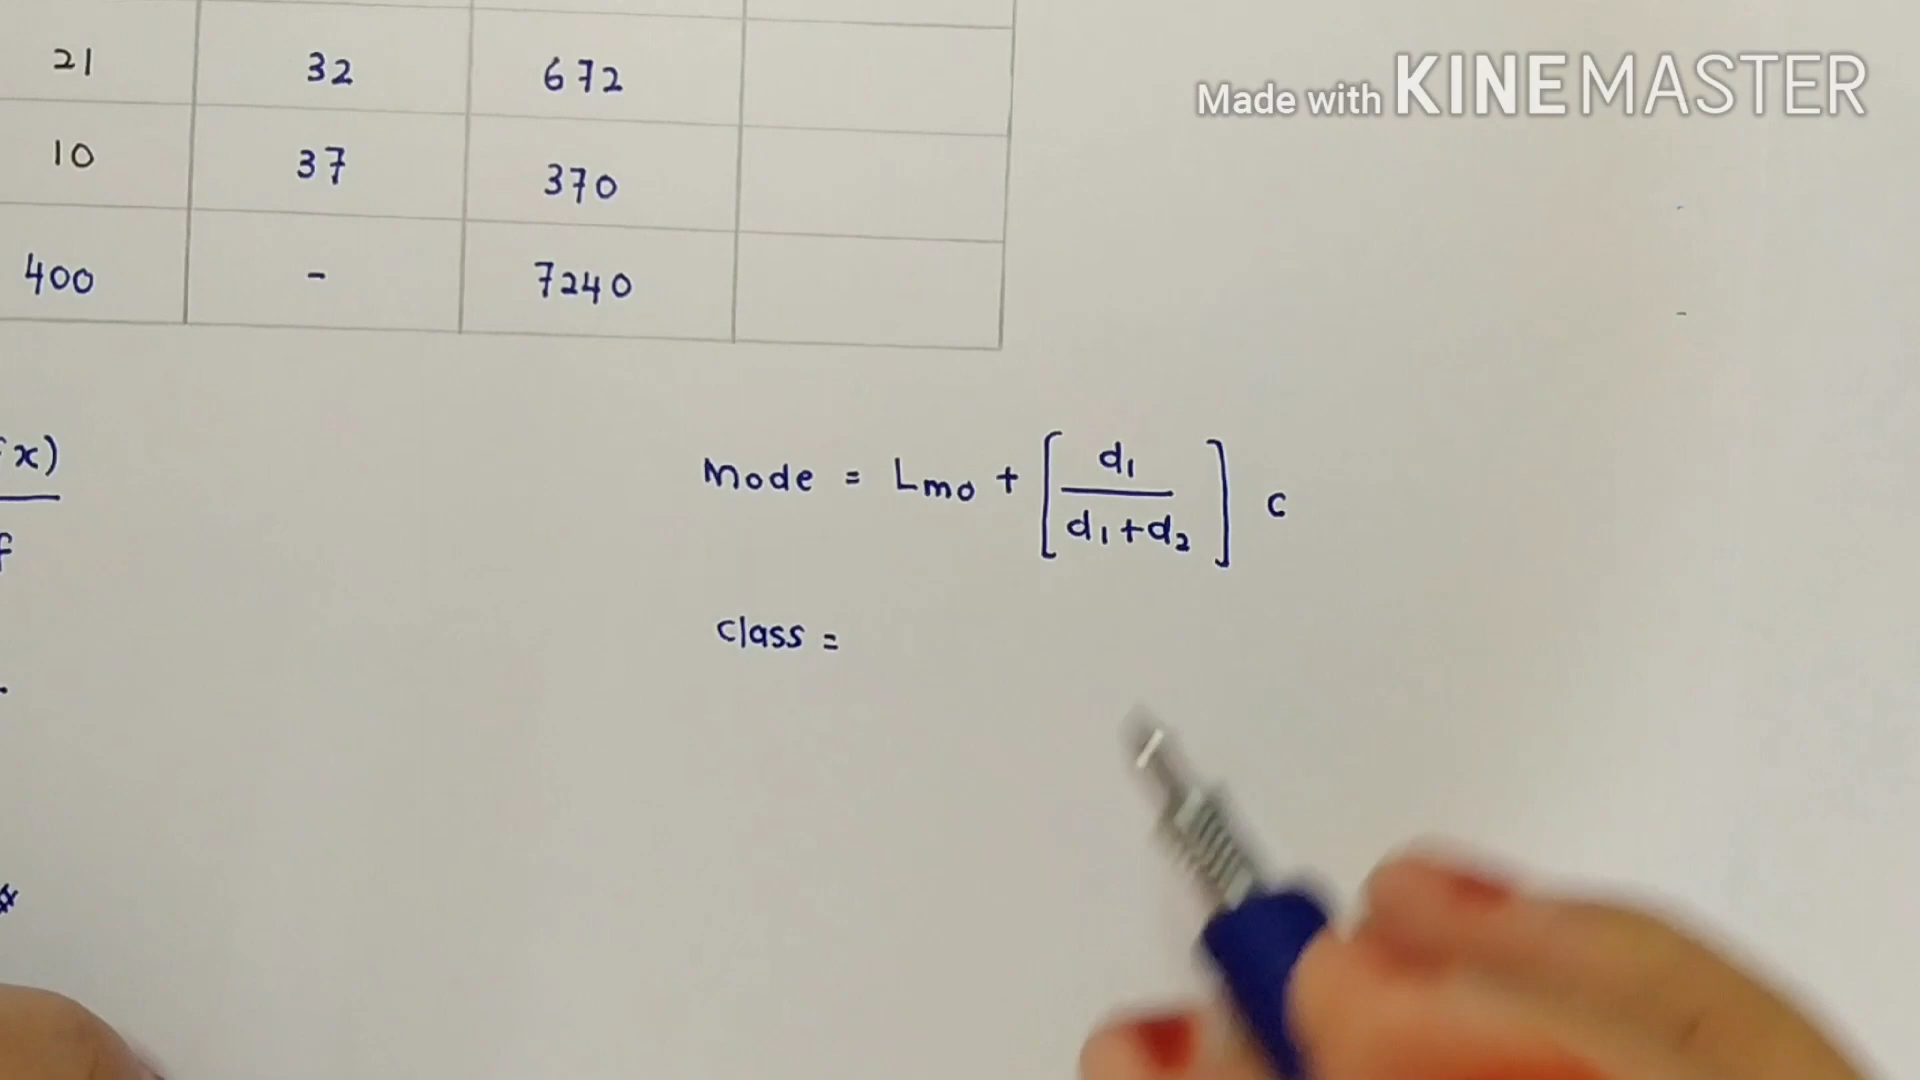 Made with KINEMASTER
21 32 672
10 37 370
400 - 7240
x)
f
Mode = Lmo + [ d1 / d1+d2 ] C
class =